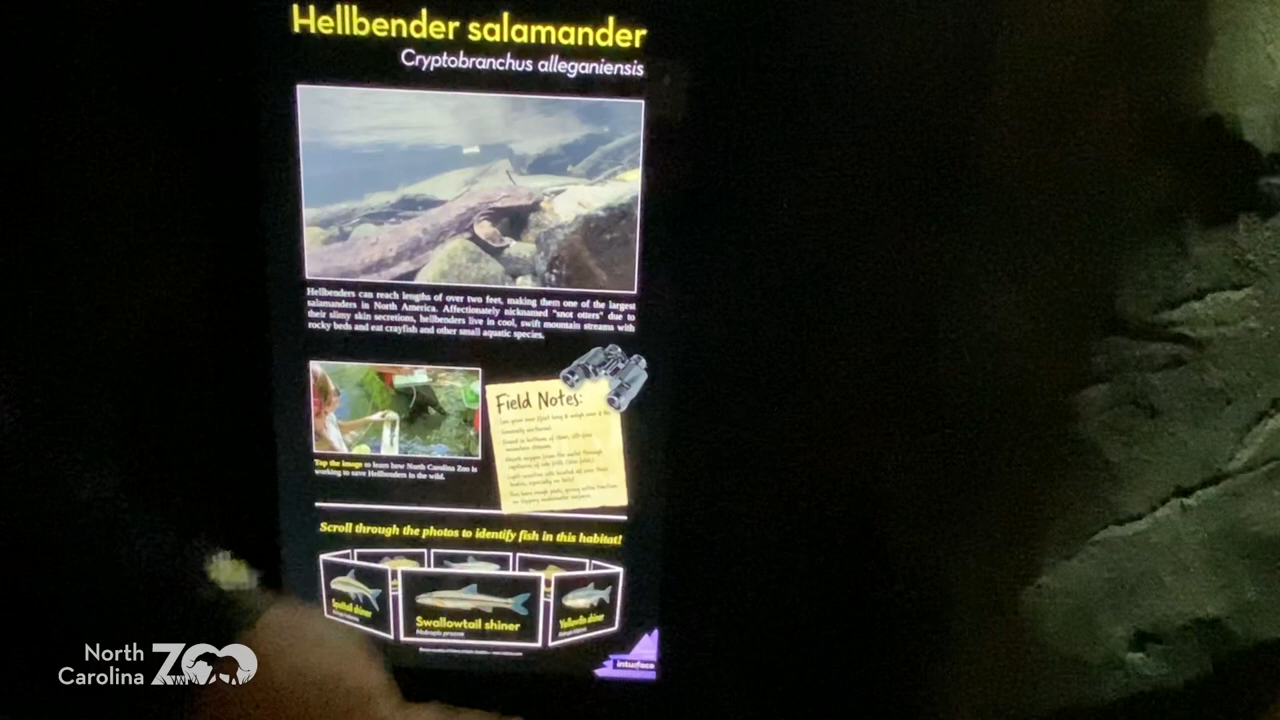 Hellbender salamander
Cryptobranchus alleganiensis
Hellbenders can reach lengths of over two feet, making them one of the largest
salamanders in North America. Affectionately nicknamed "snot otters" due to
their slimy skin secretions, hellbenders live in cool, swift mountain streams with
rocky beds and eat crayfish and other small aquatic species.
Field Notes:
Tap the image to learn how North Carolina Zoo is
working to save Hellbenders in the wild.
Scroll through the photos to identify fish in this habitat!
Spottail shiner
Swallowtail shiner
Notropis procne
Yellowfin shiner
intuiface
North
Carolina ZOO